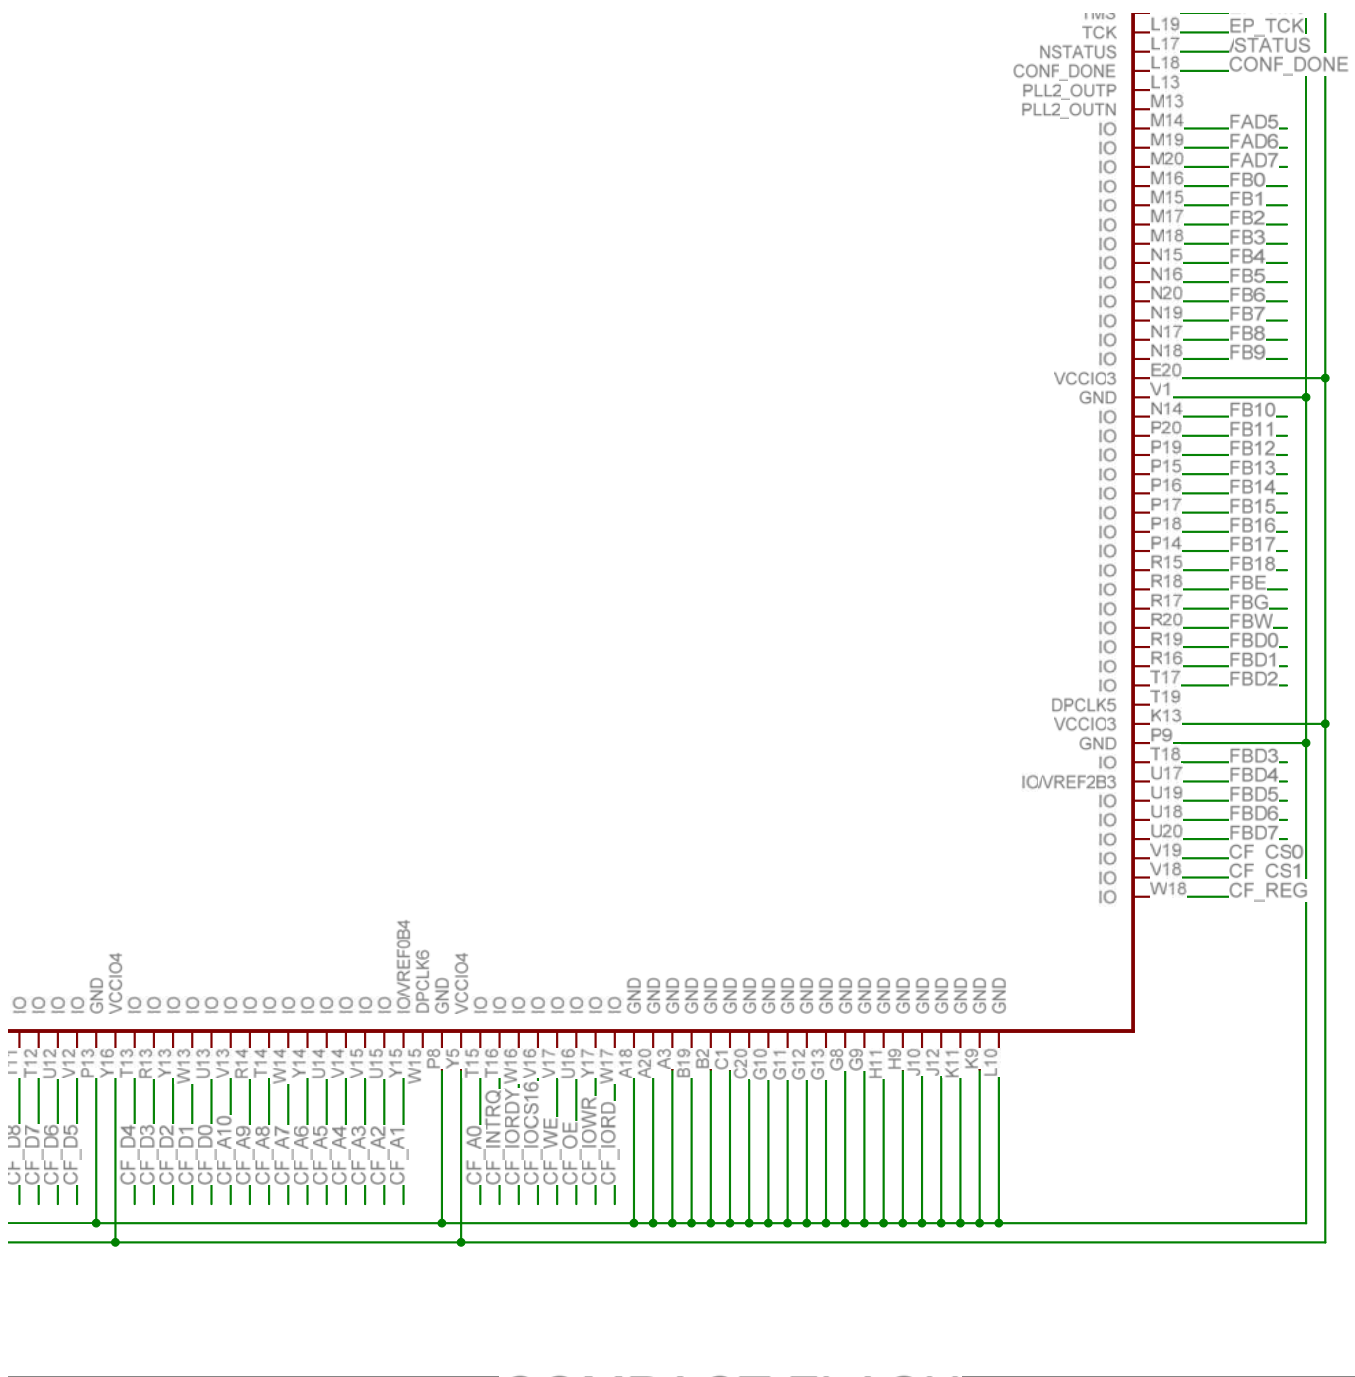 TMS
TCK L19 EP_TCK
NSTATUS L17 /STATUS
CONF_DONE L18 CONF_DONE
PLL2_OUTP L13
PLL2_OUTN M13
IO M14 FAD5
IO M19 FAD6
IO M20 FAD7
IO M16 FB0
IO M15 FB1
IO M17 FB2
IO M18 FB3
IO N15 FB4
IO N16 FB5
IO N20 FB6
IO N19 FB7
IO N17 FB8
IO N18 FB9
VCCIO3 E20
GND V1
IO N14 FB10
IO P20 FB11
IO P19 FB12
IO P15 FB13
IO P16 FB14
IO P17 FB15
IO P18 FB16
IO P14 FB17
IO R15 FB18
IO R18 FBE
IO R17 FBG
IO R20 FBW
IO R19 FBD0
IO R16 FBD1
IO T17 FBD2
DPCLK5 T19
VCCIO3 K13
GND P9
IO T18 FBD3
IO/VREF2B3 U17 FBD4
IO U19 FBD5
IO U18 FBD6
IO U20 FBD7
IO V19 CF_CS0
IO V18 CF_CS1
IO W18 CF_REG
IO T11 CF_D8
IO T12 CF_D7
IO U12 CF_D6
IO V12 CF_D5
GND P13
VCCIO4 Y16
IO T13 CF_D4
IO R13 CF_D3
IO Y13 CF_D2
IO W13 CF_D1
IO U13 CF_D0
IO V13 CF_A10
IO R14 CF_A9
IO T14 CF_A8
IO W14 CF_A7
IO Y14 CF_A6
IO U14 CF_A5
IO V14 CF_A4
IO V15 CF_A3
IO U15 CF_A2
IO/VREF0B4 Y15 CF_A1
DPCLK6 W15
GND P8
VCCIO4 Y5
IO T15 CF_A0
IO T16 CF_INTRQ
IO W16 CF_IORDY
IO V16 CF_IOCS16
IO V17 CF_WE
IO U16 CF_OE
IO Y17 CF_IOWR
IO W17 CF_IORD
GND A18
GND A20
GND A3
GND B19
GND B2
GND C1
GND C20
GND G10
GND G11
GND G12
GND G13
GND G8
GND G9
GND H11
GND H9
GND J10
GND J12
GND K11
GND K9
GND L10